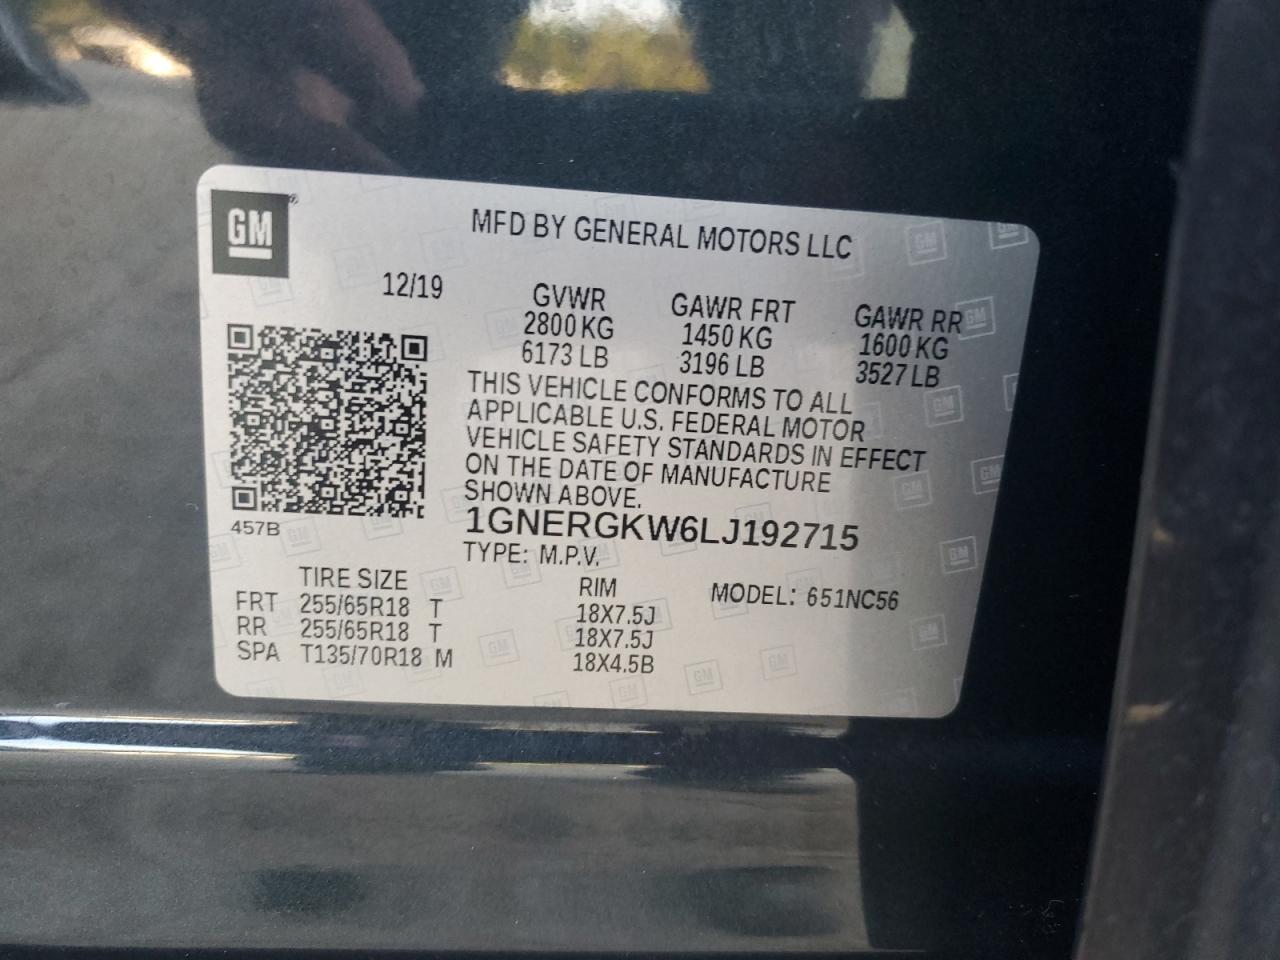 GM
MFD BY GENERAL MOTORS LLC
12/19
GVWR GAWR FRT GAWR RR
2800 KG 1450 KG 1600 KG
6173 LB 3196 LB 3527 LB
THIS VEHICLE CONFORMS TO ALL
APPLICABLE U.S. FEDERAL MOTOR
VEHICLE SAFETY STANDARDS IN EFFECT
ON THE DATE OF MANUFACTURE
SHOWN ABOVE.
457B
1GNERGKW6LJ192715
TYPE: M.P.V.
TIRE SIZE RIM MODEL: 651NC56
FRT 255/65R18 T 18X7.5J
RR 255/65R18 T 18X7.5J
SPA T135/70R18 M 18X4.5B